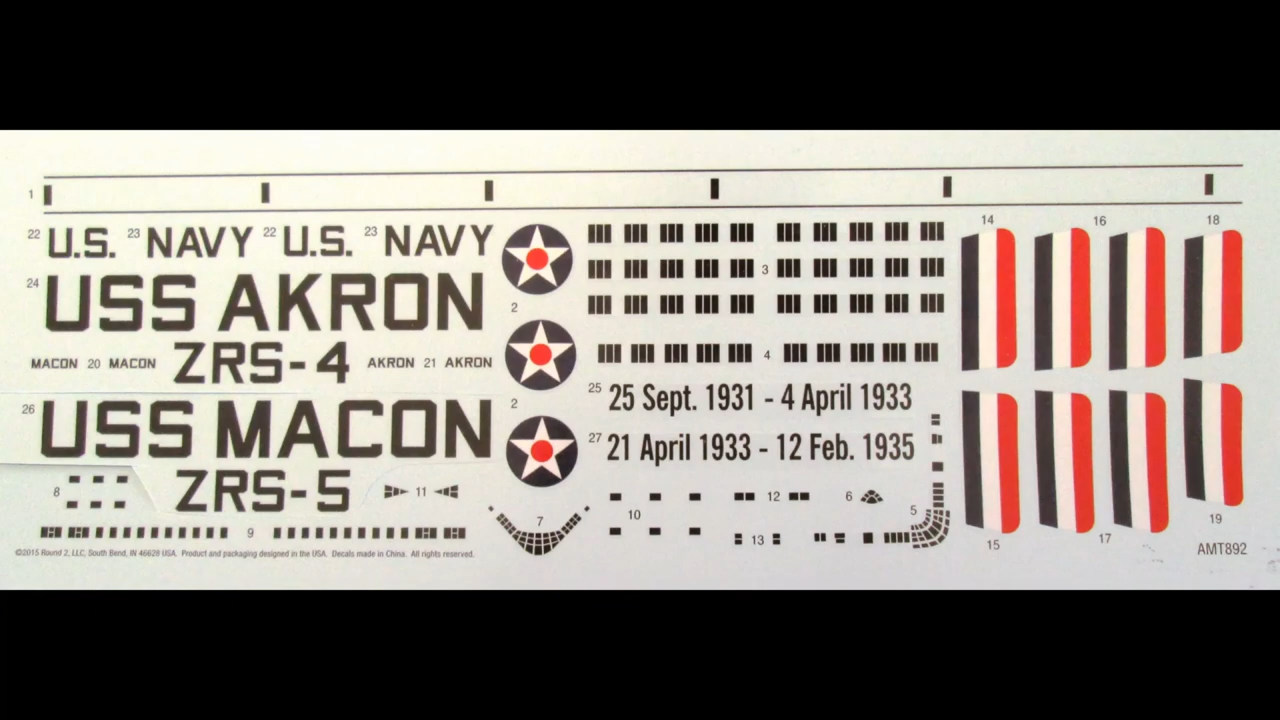 1
14 16 18
22 U.S. 23 NAVY 22 U.S. 23 NAVY
24 USS AKRON
2
3
MACON 20 MACON ZRS-4 AKRON 21 AKRON
4
25 25 Sept. 1931 - 4 April 1933
26 USS MACON
2
27 21 April 1933 - 12 Feb. 1935
8 ZRS-5 11
12 6
7 10 5
9 13
15 17 19
©2015 Round 2, LLC, South Bend, IN 46628 USA. Product and packaging designed in the USA. Decals made in China. All rights reserved.
AMT892